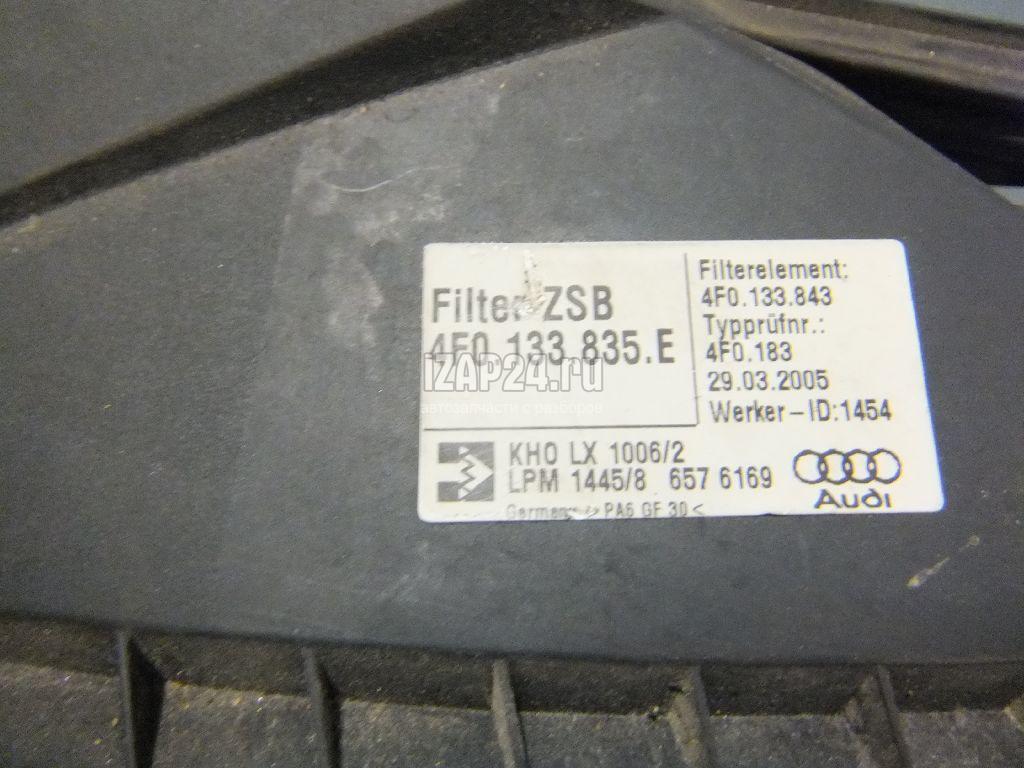 Filter ZSB
4F0.133.835.E
Filterelement:
4F0.133.843
Typprüfnr.:
4F0.183
29.03.2005
Werker-ID:1454
IZAP24.ru
автозапчасти с разборов
KHO LX 1006/2
LPM 1445/8 657 6169
Audi
Germany >PA6 GF 30<